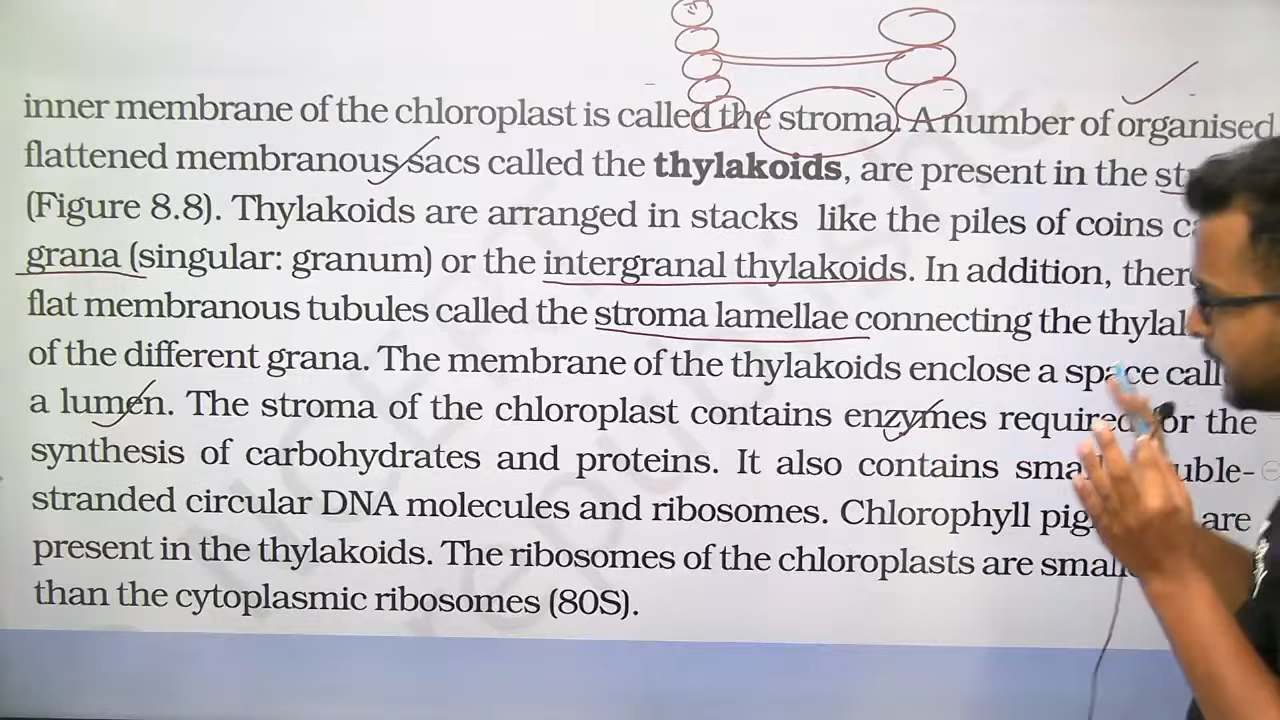 inner membrane of the chloroplast is called the stroma. A number of organised
flattened membranous sacs called the thylakoids, are present in the
(Figure 8.8). Thylakoids are arranged in stacks like the piles of coins
grana (singular: granum) or the intergranal thylakoids. In addition,
flat membranous tubules called the stroma lamellae connecting the
of the different grana. The membrane of the thylakoids enclose a space
a lumen. The stroma of the chloroplast contains enzymes required for the
synthesis of carbohydrates and proteins. It also contains
stranded circular DNA molecules and ribosomes. Chlorophyll are
present in the thylakoids. The ribosomes of the chloroplasts are
than the cytoplasmic ribosomes (80S).